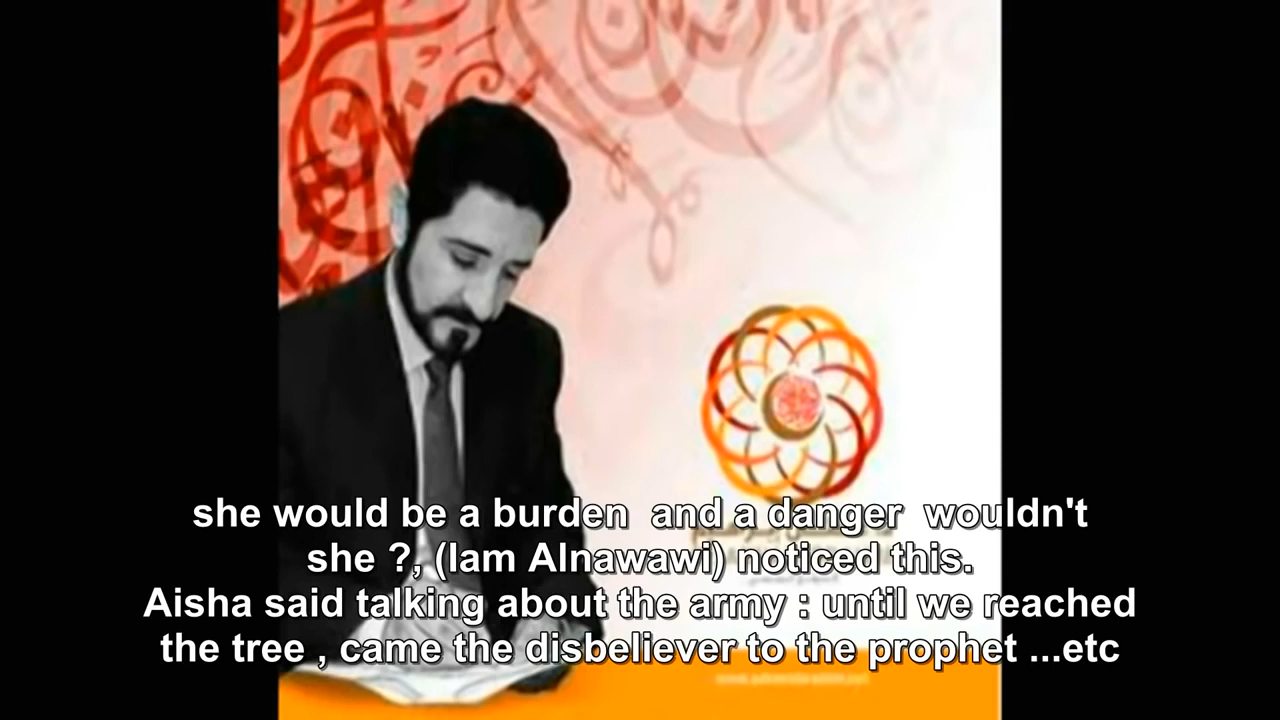 she would be a burden  and a danger  wouldn't
she ?, (Iam Alnawawi) noticed this.
Aisha said talking about the army : until we reached
the tree , came the disbeliever to the prophet ...etc